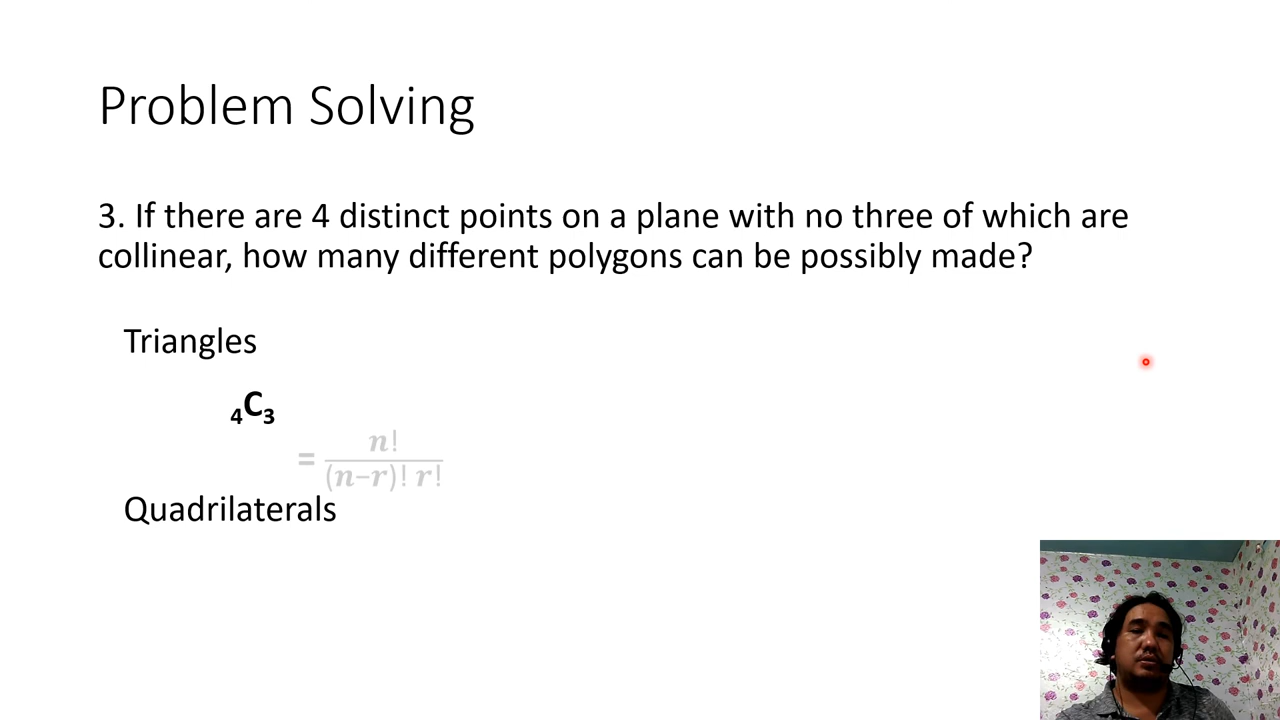 Problem Solving
3. If there are 4 distinct points on a plane with no three of which are
collinear, how many different polygons can be possibly made?
Triangles
₄C₃
= n! / (n−r)! r!
Quadrilaterals